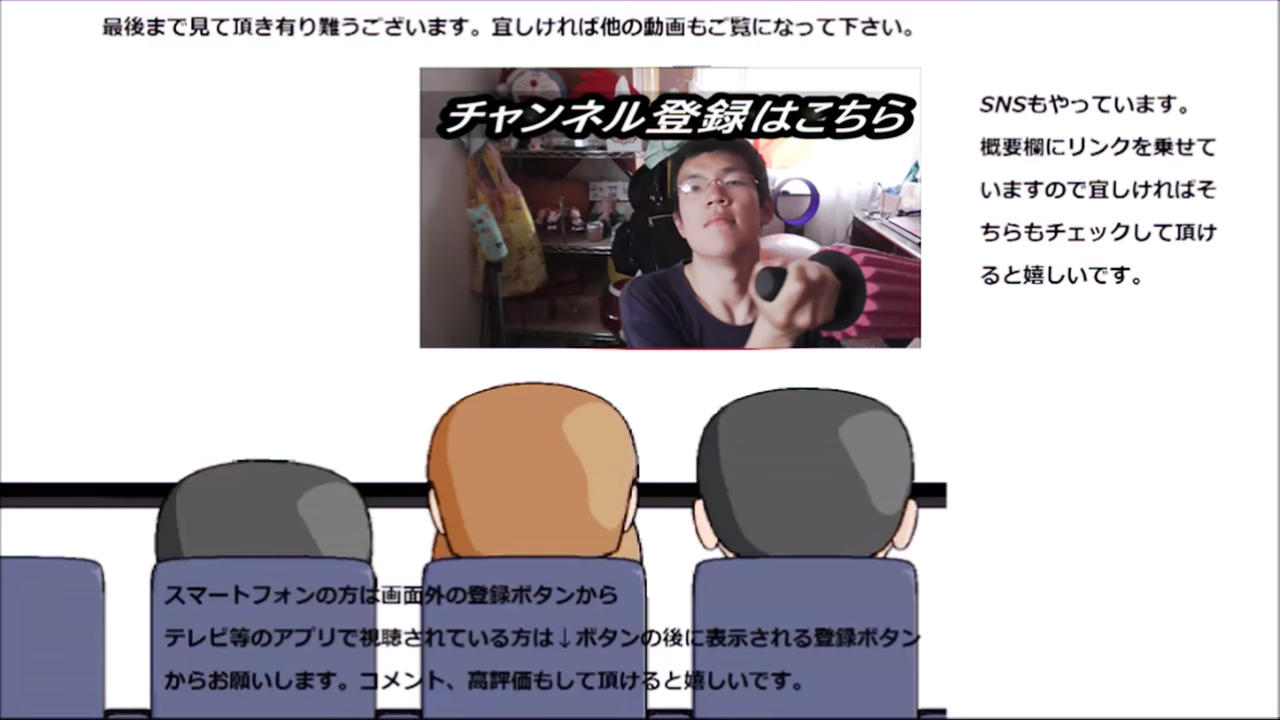 最後まで見て頂き有り難うございます。宜しければ他の動画もご覧になって下さい。
チャンネル登録はこちら
SNSもやっています。
概要欄にリンクを乗せて
いますので宜しければそ
ちらもチェックして頂け
ると嬉しいです。
スマートフォンの方は画面外の登録ボタンから
テレビ等のアプリで視聴されている方は↓ボタンの後に表示される登録ボタン
からお願いします。コメント、高評価もして頂けると嬉しいです。